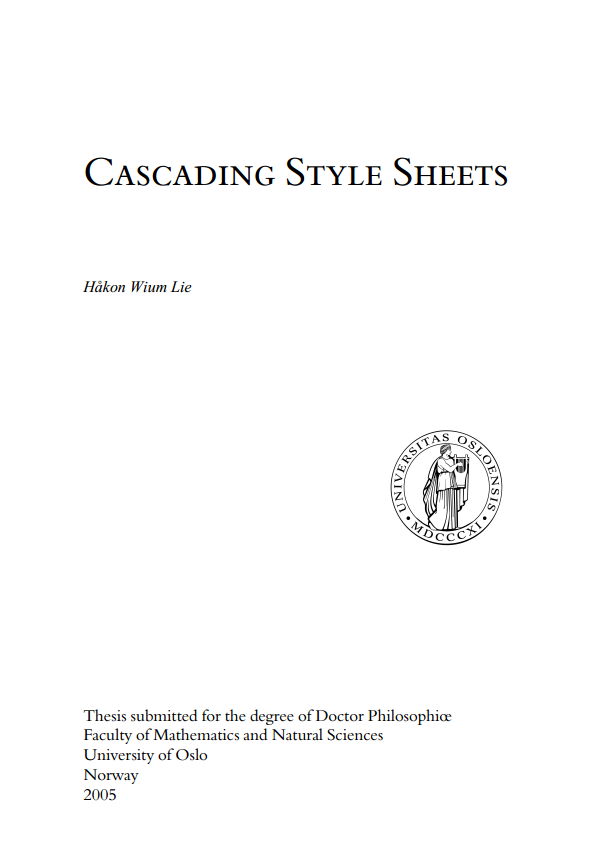 CASCADING STYLE SHEETS
Håkon Wium Lie
UNIVERSITAS OSLOENSIS
• MDCCCXI •
Thesis submitted for the degree of Doctor Philosophiœ
Faculty of Mathematics and Natural Sciences
University of Oslo
Norway
2005